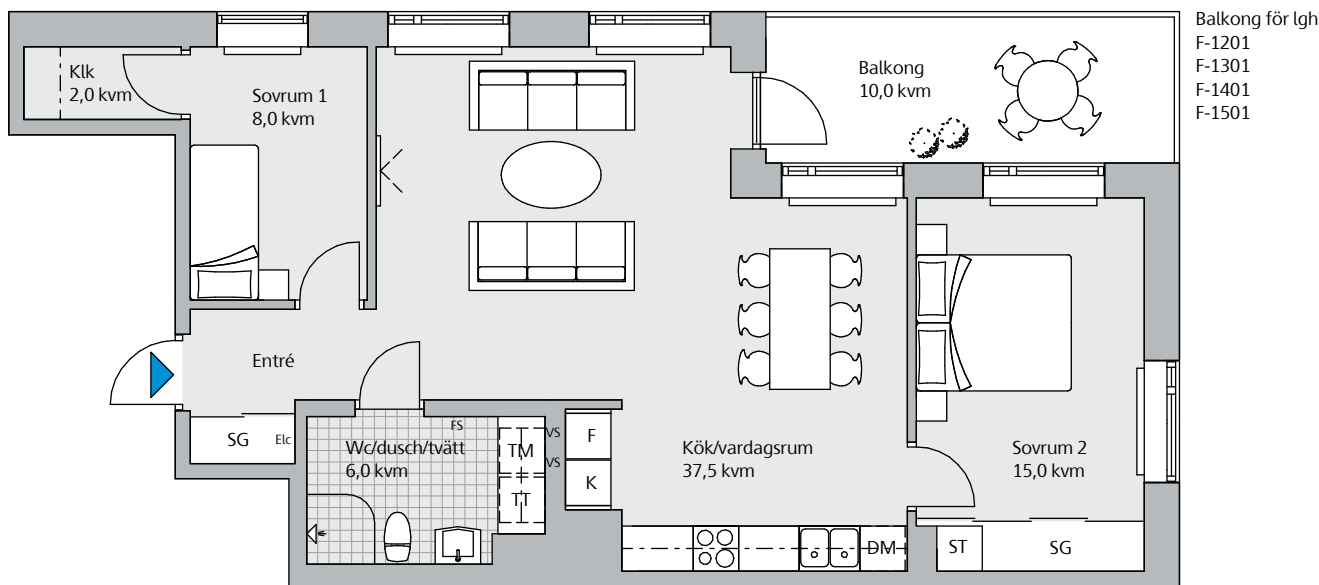 Balkong för lgh
F-1201
F-1301
F-1401
F-1501
Klk
2,0 kvm
Sovrum 1
8,0 kvm
Balkong
10,0 kvm
Entré
SG
Elc
Wc/dusch/tvätt
6,0 kvm
FS
TM
TT
VS
VS
F
K
Kök/vardagsrum
37,5 kvm
DM
Sovrum 2
15,0 kvm
ST
SG